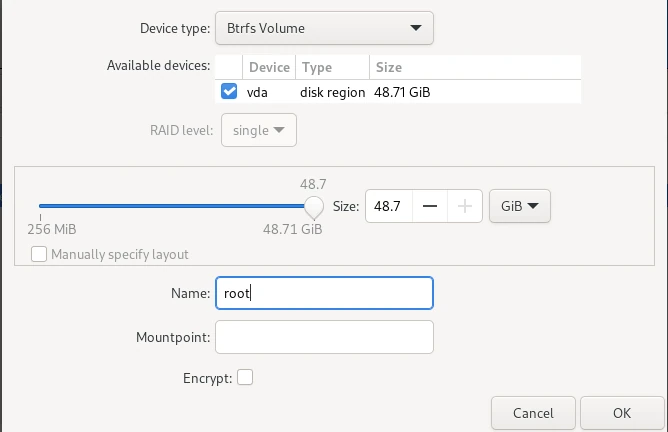 Device type: Btrfs Volume
Available devices: Device Type Size
vda disk region 48.71 GiB
RAID level: single
48.7
Size: 48.7 GiB
256 MiB 48.71 GiB
Manually specify layout
Name: root
Mountpoint:
Encrypt:
Cancel OK